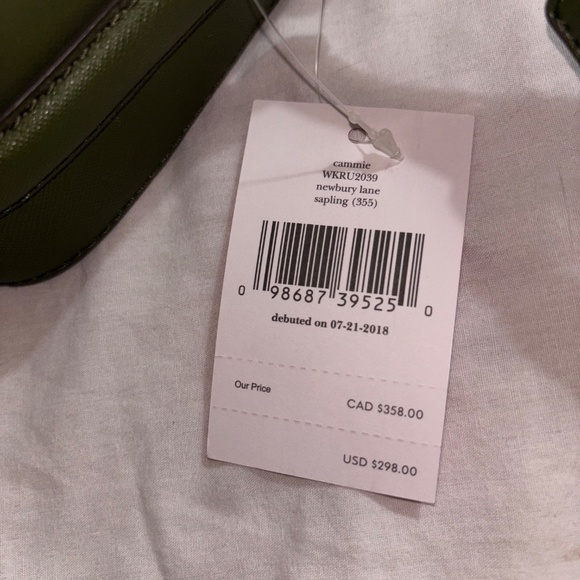 cammie
WKRU2039
newbury lane
sapling (355)
0 98687 39525 0
debuted on 07-21-2018
Our Price
CAD $358.00
USD $298.00